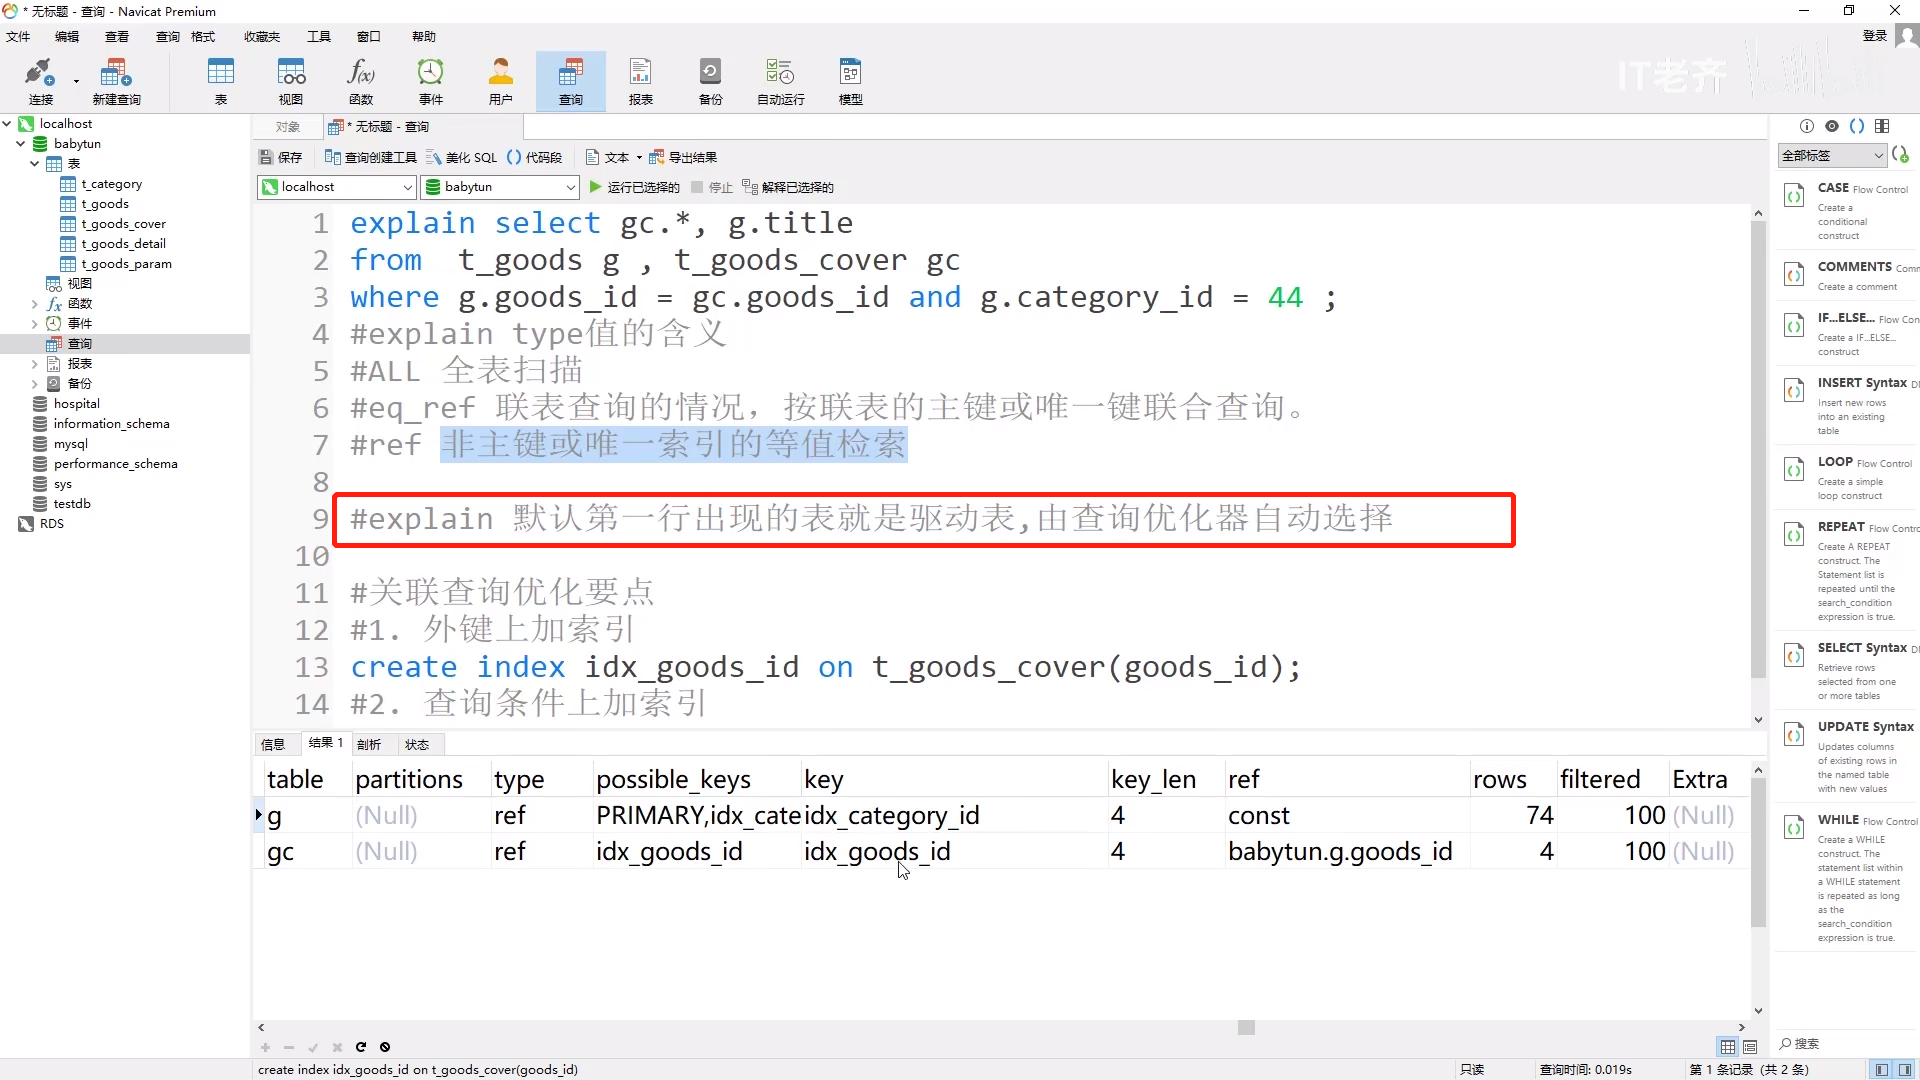 * 无标题 - 查询 - Navicat Premium
文件 编辑 查看 查询 格式 收藏夹 工具 窗口 帮助
登录
连接 新建查询 表 视图 函数 事件 用户 查询 报表 备份 自动运行 模型
IT老齐
localhost
babytun
表
t_category
t_goods
t_goods_cover
t_goods_detail
t_goods_param
视图
函数
事件
查询
报表
备份
hospital
information_schema
mysql
performance_schema
sys
testdb
RDS
对象 * 无标题 - 查询
保存 查询创建工具 美化 SQL 代码段 文本 导出结果
localhost babytun 运行已选择的 停止 解释已选择的
1 explain select gc.*, g.title
2 from  t_goods g , t_goods_cover gc
3 where g.goods_id = gc.goods_id and g.category_id = 44 ;
4 #explain type值的含义
5 #ALL 全表扫描
6 #eq_ref 联表查询的情况，按联表的主键或唯一键联合查询。
7 #ref 非主键或唯一索引的等值检索
8
9 #explain 默认第一行出现的表就是驱动表,由查询优化器自动选择
10
11 #关联查询优化要点
12 #1. 外键上加索引
13 create index idx_goods_id on t_goods_cover(goods_id);
14 #2. 查询条件上加索引
信息 结果 1 剖析 状态
table partitions type possible_keys key key_len ref rows filtered Extra
g (Null) ref PRIMARY,idx_cate idx_category_id 4 const 74 100 (Null)
gc (Null) ref idx_goods_id idx_goods_id 4 babytun.g.goods_id 4 100 (Null)
create index idx_goods_id on t_goods_cover(goods_id)
只读 查询时间: 0.019s 第 1 条记录 (共 2 条)
全部标签
CASE Flow Control
Create a
conditional
construct
COMMENTS Comm
Create a comment
IF...ELSE... Flow Con
Create a IF...ELSE...
construct
INSERT Syntax
Insert new rows
into an existing
table
LOOP Flow Control
Create a simple
loop construct
REPEAT Flow Contro
Create A REPEAT
construct. The
Statement list is
repeated until the
search_condition
expression is true.
SELECT Syntax
Retrieve rows
selected from one
or more tables
UPDATE Syntax
Updates columns
of existing rows in
the named table
with new values
WHILE Flow Control
Create a WHILE
construct. The
statement list within
a WHILE statement
is repeated as long
as the
search_condition
expression is true.
搜索